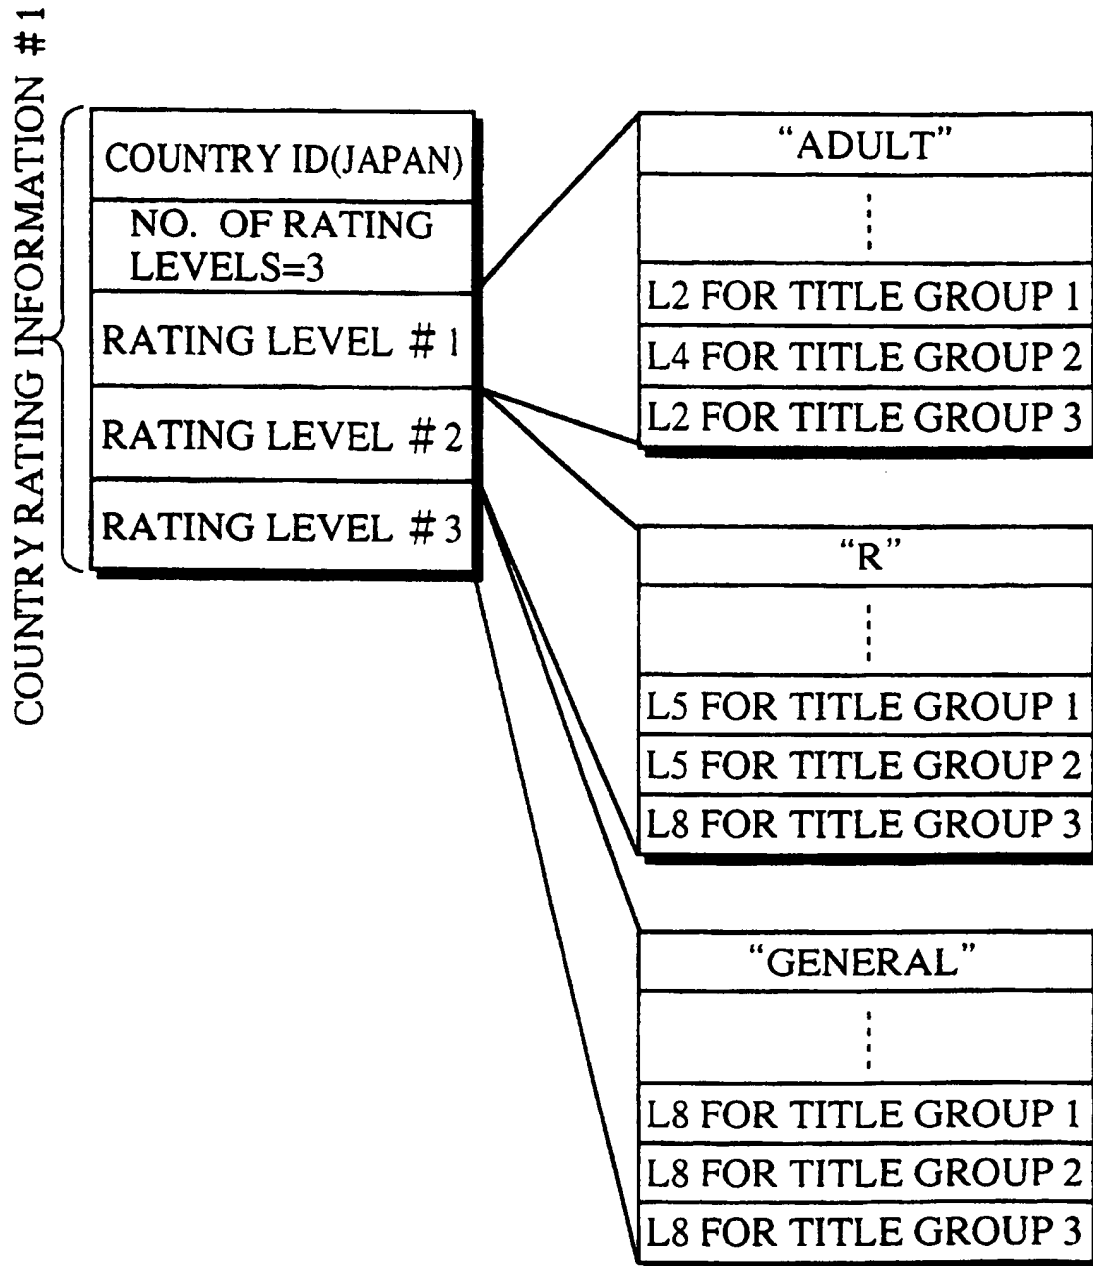 COUNTRY RATING INFORMATION #1
COUNTRY ID(JAPAN)
NO. OF RATING
LEVELS=3
RATING LEVEL #1
RATING LEVEL #2
RATING LEVEL #3
“ADULT”
L2 FOR TITLE GROUP 1
L4 FOR TITLE GROUP 2
L2 FOR TITLE GROUP 3
“R”
L5 FOR TITLE GROUP 1
L5 FOR TITLE GROUP 2
L8 FOR TITLE GROUP 3
“GENERAL”
L8 FOR TITLE GROUP 1
L8 FOR TITLE GROUP 2
L8 FOR TITLE GROUP 3